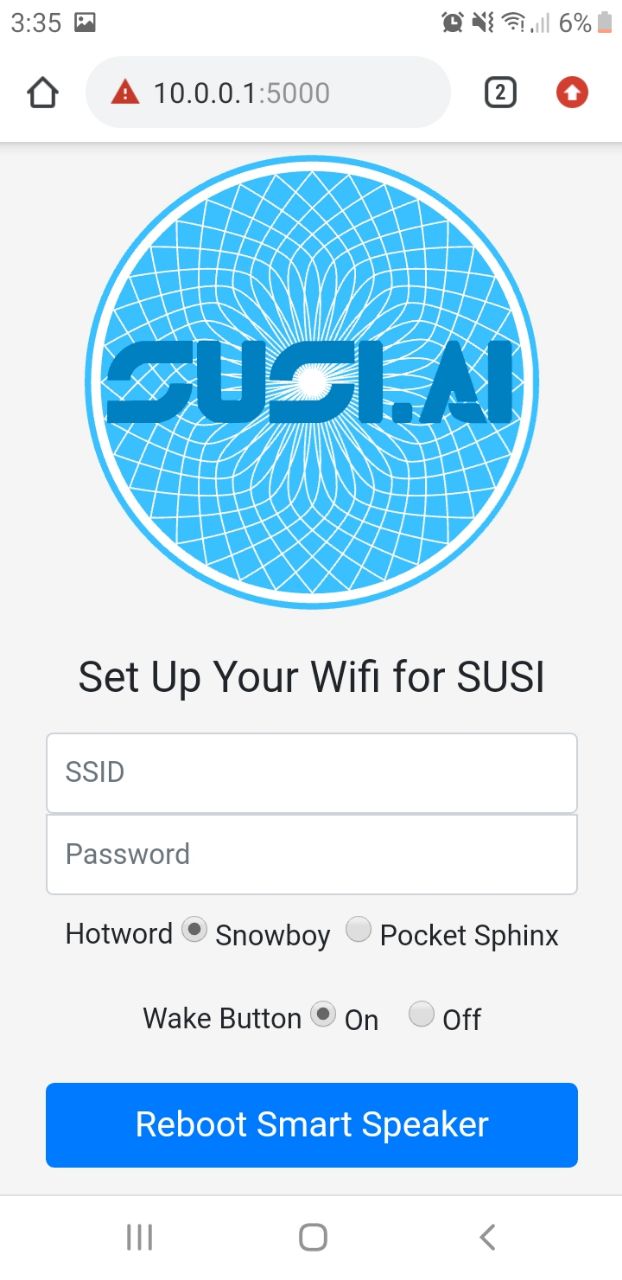 3:35 6%
10.0.0.1:5000 2
SUSI.AI
Set Up Your Wifi for SUSI
SSID
Password
Hotword Snowboy Pocket Sphinx
Wake Button On Off
Reboot Smart Speaker